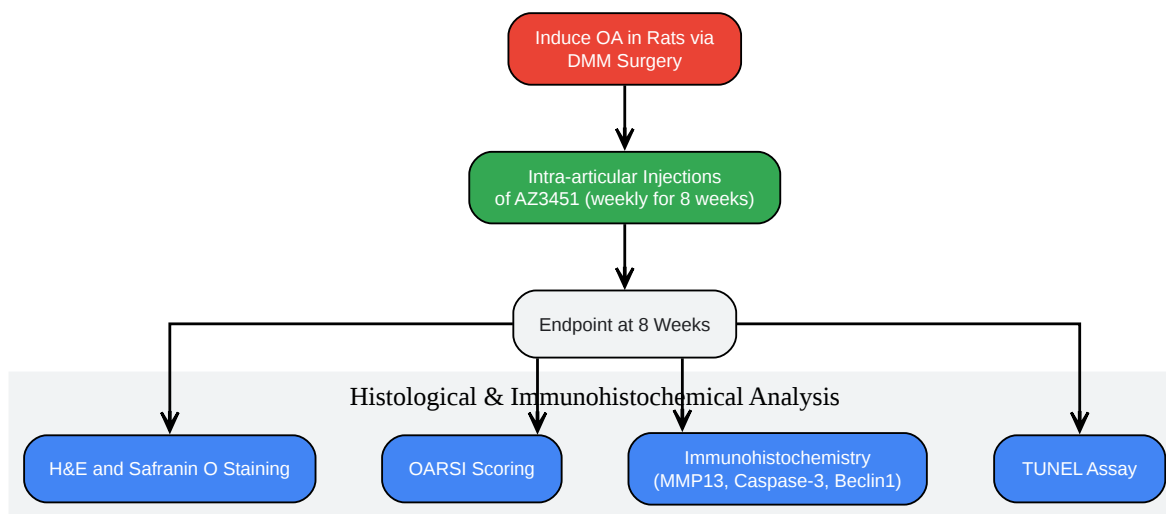 Induce OA in Rats via
DMM Surgery
Intra-articular Injections
of AZ3451 (weekly for 8 weeks)
Endpoint at 8 Weeks
Histological & Immunohistochemical Analysis
H&E and Safranin O Staining
OARSI Scoring
Immunohistochemistry
(MMP13, Caspase-3, Beclin1)
TUNEL Assay